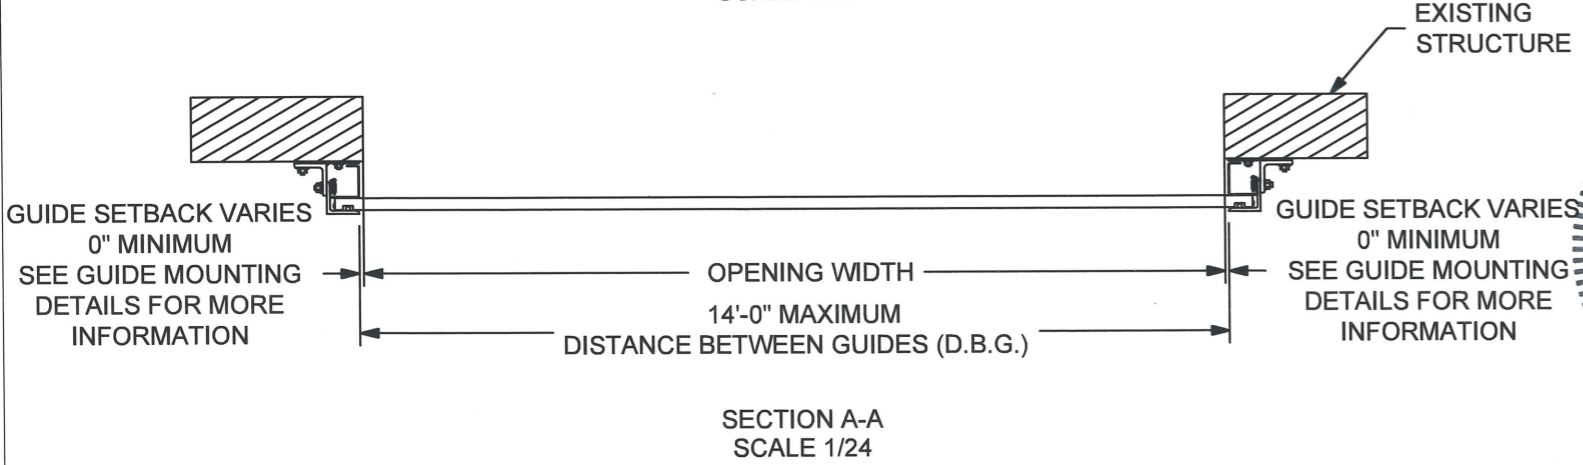 EXISTING
STRUCTURE
GUIDE SETBACK VARIES
0" MINIMUM
SEE GUIDE MOUNTING
DETAILS FOR MORE
INFORMATION
OPENING WIDTH
14'-0" MAXIMUM
DISTANCE BETWEEN GUIDES (D.B.G.)
GUIDE SETBACK VARIES
0" MINIMUM
SEE GUIDE MOUNTING
DETAILS FOR MORE
INFORMATION
SECTION A-A
SCALE 1/24